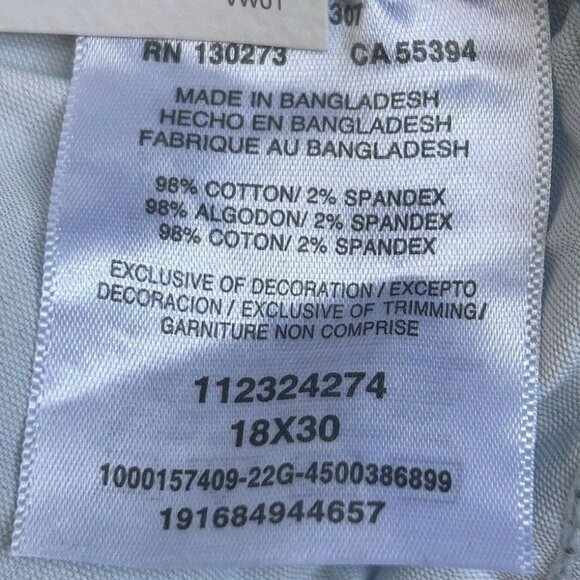 VW01
307
RN 130273 CA 55394
MADE IN BANGLADESH
HECHO EN BANGLADESH
FABRIQUE AU BANGLADESH
98% COTTON/ 2% SPANDEX
98% ALGODON/ 2% SPANDEX
98% COTON/ 2% SPANDEX
EXCLUSIVE OF DECORATION / EXCEPTO
DECORACION / EXCLUSIVE OF TRIMMING/
GARNITURE NON COMPRISE
112324274
18X30
1000157409-22G-4500386899
191684944657